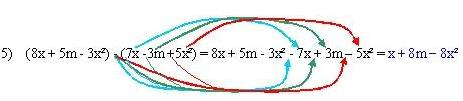 5) (8x + 5m - 3x²) - (7x -3m+5x²) = 8x + 5m - 3x² - 7x + 3m – 5x² = x + 8m – 8x²